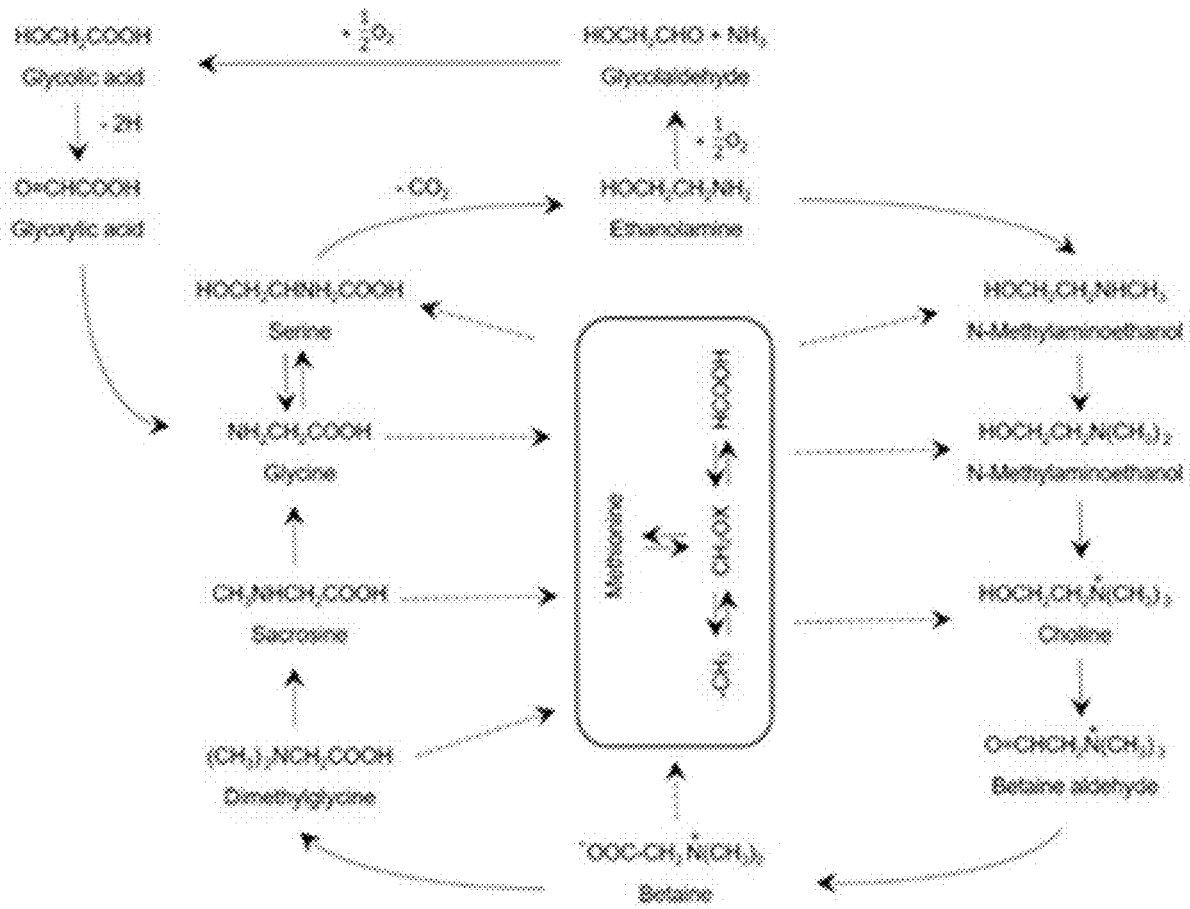 HOCH₂COOH
Glycolic acid
+ 1/2 O₂
HOCH₂CHO + NH₃
Glycolaldehyde
- 2H
+ 1/2 O₂
O=CHCOOH
Glyoxylic acid
- CO₂
HOCH₂CH₂NH₂
Ethanolamine
HOCH₂CHNH₂COOH
Serine
HOCH₂CH₂NHCH₃
N-Methylaminoethanol
NH₂CH₂COOH
Glycine
HOCH₂CH₂N(CH₃)₂
N-Methylaminoethanol
HCOOH
CH₂OX
-CH₃
Methionine
CH₃NHCH₂COOH
Sacrosine
HOCH₂CH₂N⁺(CH₃)₃
Choline
(CH₃)₂NCH₂COOH
Dimethylglycine
O=CHCH₂N⁺(CH₃)₃
Betaine aldehyde
⁻OOC-CH₂N⁺(CH₃)₃
Betaine